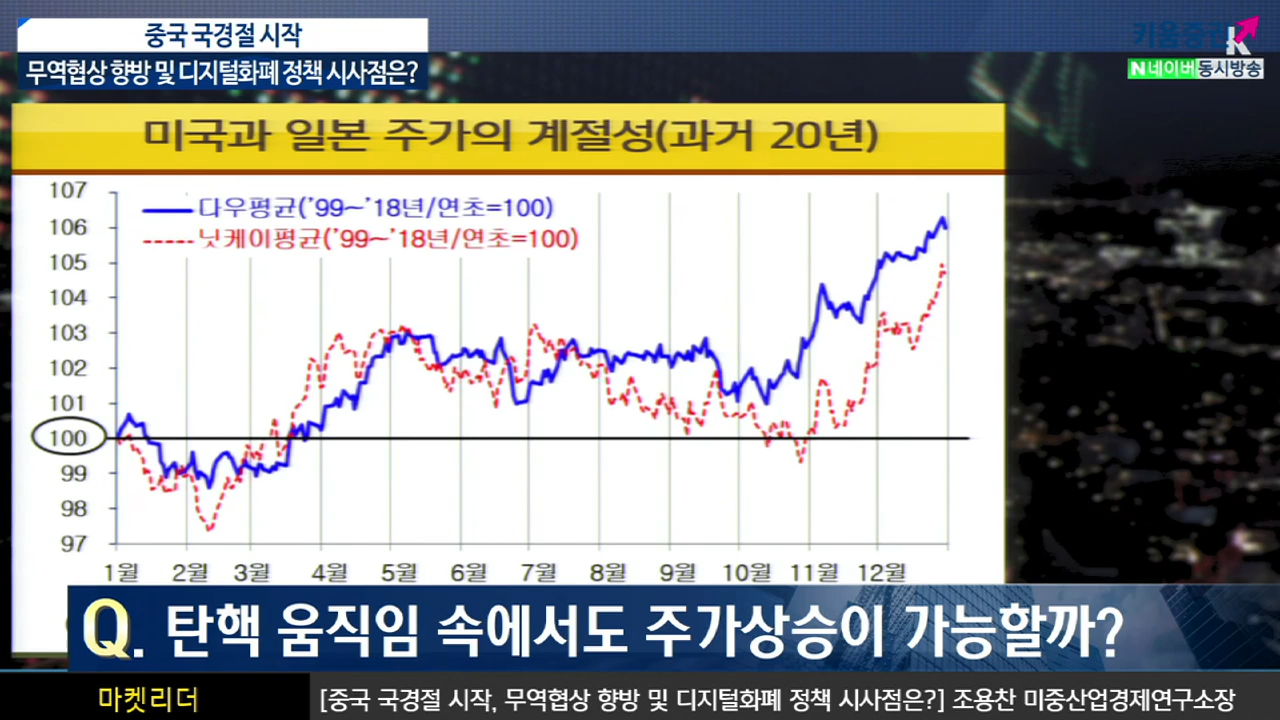 중국 국경절 시작
무역협상 향방 및 디지털화폐 정책 시사점은?
키움증권
K
N 네이버 동시방송
미국과 일본 주가의 계절성(과거 20년)
다우평균('99~'18년/연초=100)
닛케이평균('99~'18년/연초=100)
107
106
105
104
103
102
101
100
99
98
97
1월 2월 3월 4월 5월 6월 7월 8월 9월 10월 11월 12월
Q. 탄핵 움직임 속에서도 주가상승이 가능할까?
마켓리더
[중국 국경절 시작, 무역협상 향방 및 디지털화폐 정책 시사점은?] 조용찬 미중산업경제연구소장